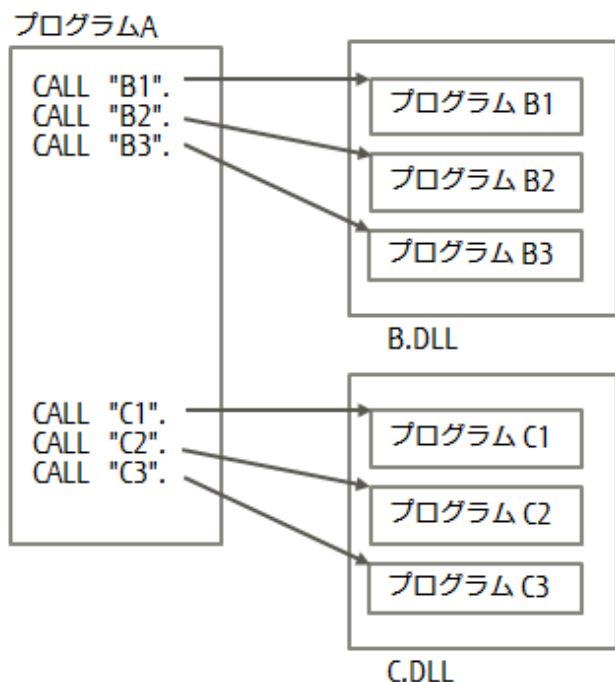 プログラムA
CALL "B1".
CALL "B2".
CALL "B3".
プログラム B1
プログラム B2
プログラム B3
B.DLL
CALL "C1".
CALL "C2".
CALL "C3".
プログラム C1
プログラム C2
プログラム C3
C.DLL